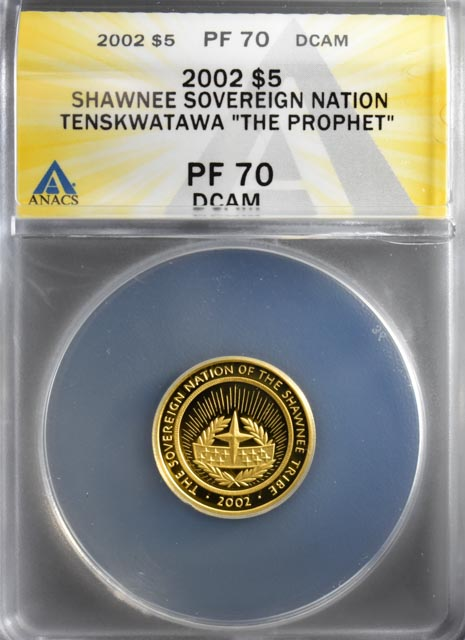 2002 $5 PF 70 DCAM
2002 $5
SHAWNEE SOVEREIGN NATION
TENSKWATAWA "THE PROPHET"
PF 70
DCAM
ANACS
THE SOVEREIGN NATION OF THE SHAWNEE TRIBE
· 2002 ·